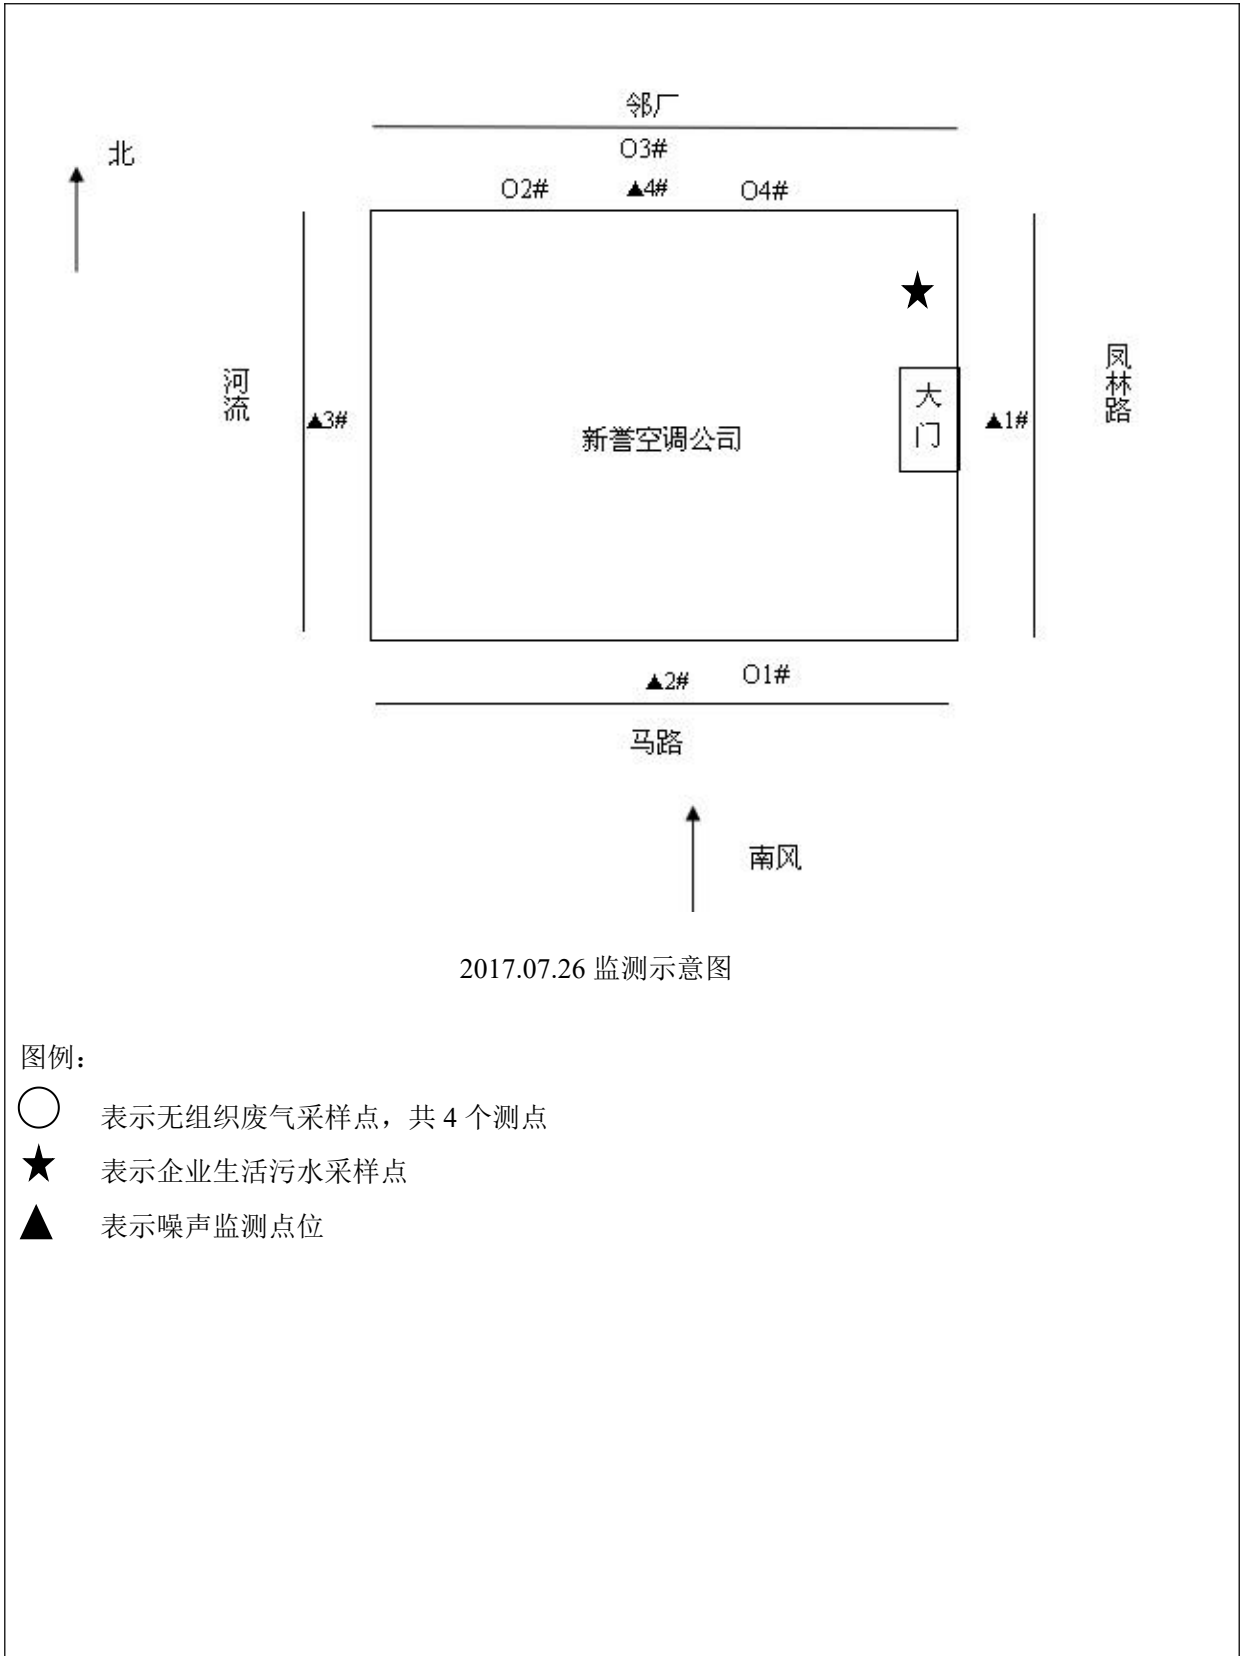 邻厂
北
O3#
O2# ▲4# O4#
★
河流
凤林路
大门
▲3#
▲1#
新誉空调公司
▲2# O1#
马路
南风
2017.07.26 监测示意图
图例：
○ 表示无组织废气采样点，共 4 个测点
★ 表示企业生活污水采样点
▲ 表示噪声监测点位